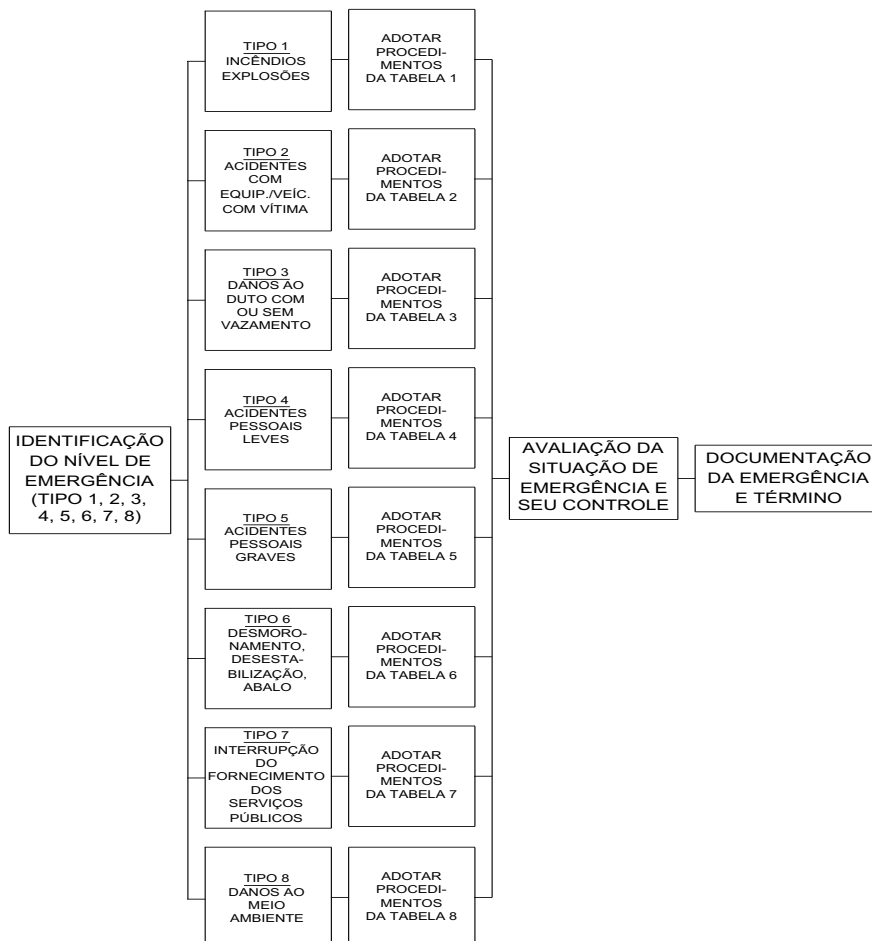 IDENTIFICAÇÃO
DO NÍVEL DE
EMERGÊNCIA
(TIPO 1, 2, 3,
4, 5, 6, 7, 8)
TIPO 1
INCÊNDIOS
EXPLOSÕES
ADOTAR
PROCEDI-
MENTOS
DA TABELA 1
TIPO 2
ACIDENTES
COM
EQUIP./VEÍC.
COM VÍTIMA
ADOTAR
PROCEDI-
MENTOS
DA TABELA 2
TIPO 3
DANOS AO
DUTO COM
OU SEM
VAZAMENTO
ADOTAR
PROCEDI-
MENTOS
DA TABELA 3
TIPO 4
ACIDENTES
PESSOAIS
LEVES
ADOTAR
PROCEDI-
MENTOS
DA TABELA 4
TIPO 5
ACIDENTES
PESSOAIS
GRAVES
ADOTAR
PROCEDI-
MENTOS
DA TABELA 5
TIPO 6
DESMORO-
NAMENTO,
DESESTA-
BILIZAÇÃO,
ABALO
ADOTAR
PROCEDI-
MENTOS
DA TABELA 6
TIPO 7
INTERRUPÇÃO
DO
FORNECIMENTO
DOS
SERVIÇOS
PÚBLICOS
ADOTAR
PROCEDI-
MENTOS
DA TABELA 7
TIPO 8
DANOS AO
MEIO
AMBIENTE
ADOTAR
PROCEDI-
MENTOS
DA TABELA 8
AVALIAÇÃO DA
SITUAÇÃO DE
EMERGÊNCIA E
SEU CONTROLE
DOCUMENTAÇÃO
DA EMERGÊNCIA
E TÉRMINO